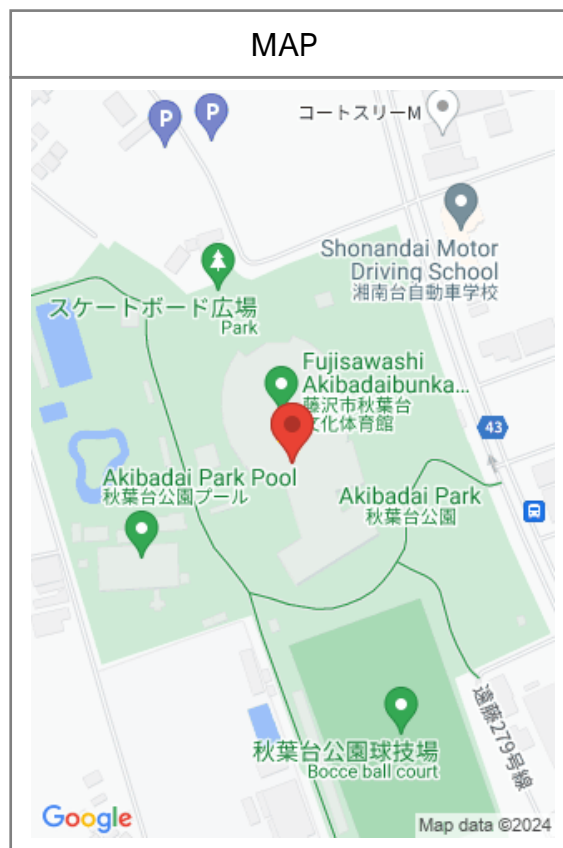 MAP
P
P
コートスリーM
Shonandai Motor
Driving School
湘南台自動車学校
スケートボード広場
Park
Fujisawashi
Akibadaibunka...
藤沢市秋葉台
文化体育館
43
Akibadai Park Pool
秋葉台公園プール
Akibadai Park
秋葉台公園
遠藤279号線
秋葉台公園球技場
Bocce ball court
Google
Map data ©2024